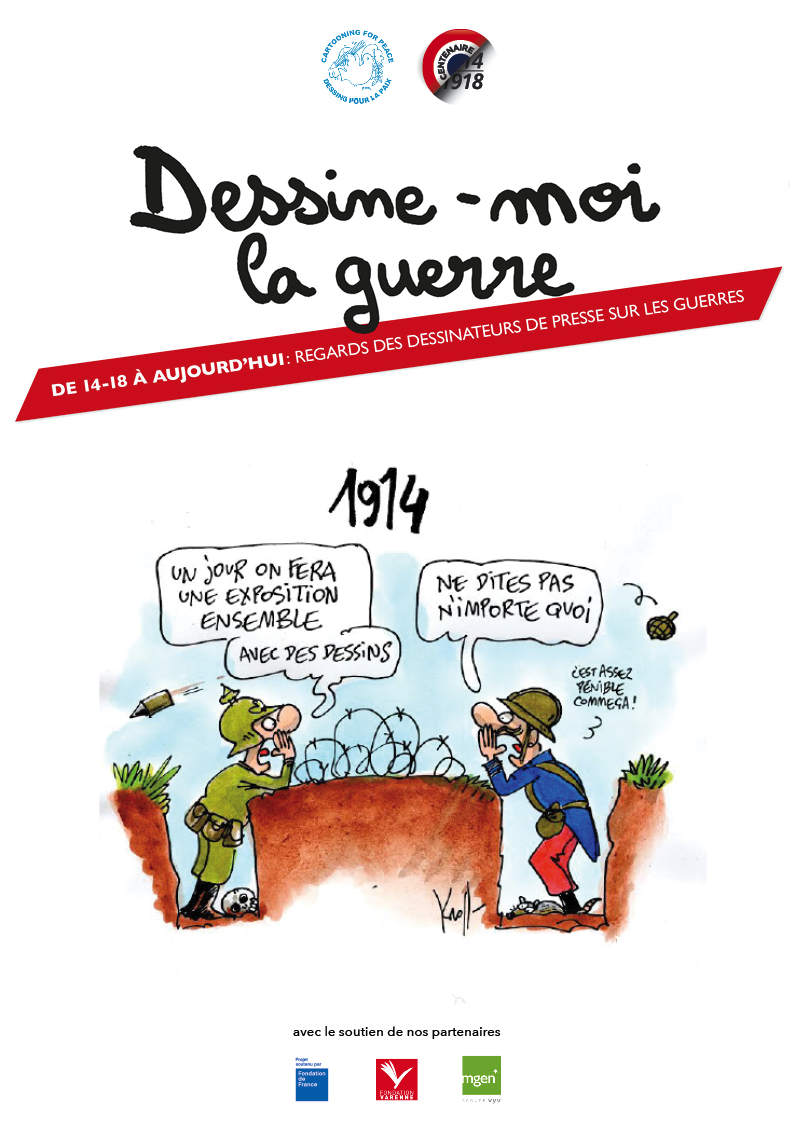 CARTOONING FOR PEACE
DESSINS POUR LA PAIX
CENTENAIRE
14
1918
Dessine-moi
la guerre
DE 14-18 À AUJOURD'HUI : REGARDS DES DESSINATEURS DE PRESSE SUR LES GUERRES
1914
UN JOUR ON FERA
UNE EXPOSITION
ENSEMBLE
AVEC DES DESSINS
NE DITES PAS
N'IMPORTE QUOI
C'EST ASSEZ
PÉNIBLE
COMMEÇA !
Kroll
avec le soutien de nos partenaires
Projet
soutenu par
Fondation
de
France
FONDATION
VARENNE
mgen
GROUPE VYV